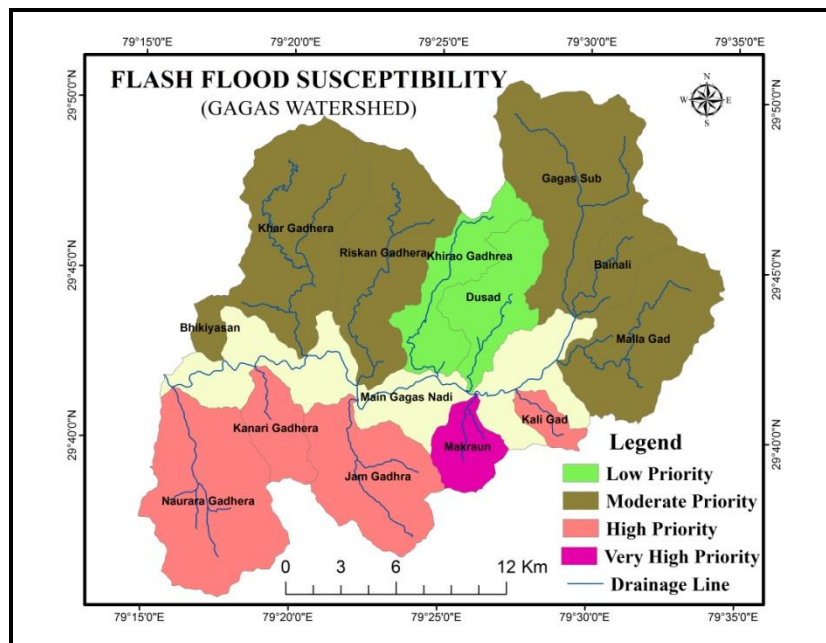 79°15'0"E 79°20'0"E 79°25'0"E 79°30'0"E 79°35'0"E
FLASH FLOOD SUSCEPTIBILITY
(GAGAS WATERSHED)
N
W E
S
29°50'0"N 29°50'0"N
Gagas Sub
Khar Gadhera
Riskan Gadhera
Khirao Gadhrea
29°45'0"N 29°45'0"N
Bainali
Dusad
Bhikiyasan
Malla Gad
Main Gagas Nadi
29°40'0"N 29°40'0"N
Kanari Gadhera
Kali Gad
Makraun
Jam Gadhra
Naurara Gadhera
Legend
Low Priority
Moderate Priority
High Priority
Very High Priority
Drainage Line
0 3 6 12 Km
79°15'0"E 79°20'0"E 79°25'0"E 79°30'0"E 79°35'0"E